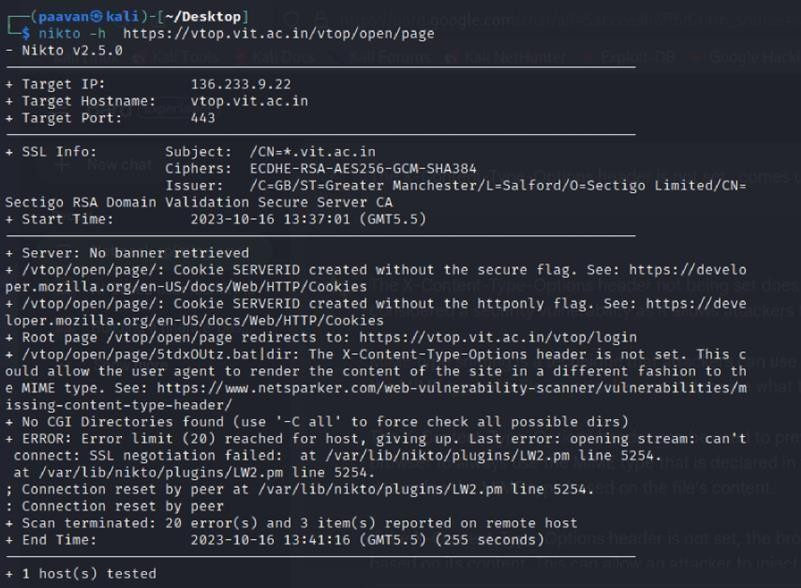 ┌──(paavan㉿kali)-[~/Desktop]
└─$ nikto -h  https://vtop.vit.ac.in/vtop/open/page
- Nikto v2.5.0
+ Target IP:          136.233.9.22
+ Target Hostname:    vtop.vit.ac.in
+ Target Port:        443
+ SSL Info:        Subject:  /CN=*.vit.ac.in
                   Ciphers:  ECDHE-RSA-AES256-GCM-SHA384
                   Issuer:   /C=GB/ST=Greater Manchester/L=Salford/O=Sectigo Limited/CN=
Sectigo RSA Domain Validation Secure Server CA
+ Start Time:         2023-10-16 13:37:01 (GMT5.5)
+ Server: No banner retrieved
+ /vtop/open/page/: Cookie SERVERID created without the secure flag. See: https://develo
per.mozilla.org/en-US/docs/Web/HTTP/Cookies
+ /vtop/open/page/: Cookie SERVERID created without the httponly flag. See: https://deve
loper.mozilla.org/en-US/docs/Web/HTTP/Cookies
+ Root page /vtop/open/page redirects to: https://vtop.vit.ac.in/vtop/login
+ /vtop/open/page/5tdxOUtz.bat|dir: The X-Content-Type-Options header is not set. This c
ould allow the user agent to render the content of the site in a different fashion to th
e MIME type. See: https://www.netsparker.com/web-vulnerability-scanner/vulnerabilities/m
issing-content-type-header/
+ No CGI Directories found (use '-C all' to force check all possible dirs)
+ ERROR: Error limit (20) reached for host, giving up. Last error: opening stream: can't
 connect: SSL negotiation failed:  at /var/lib/nikto/plugins/LW2.pm line 5254.
 at /var/lib/nikto/plugins/LW2.pm line 5254.
; Connection reset by peer at /var/lib/nikto/plugins/LW2.pm line 5254.
: Connection reset by peer
+ Scan terminated: 20 error(s) and 3 item(s) reported on remote host
+ End Time:           2023-10-16 13:41:16 (GMT5.5) (255 seconds)
+ 1 host(s) tested